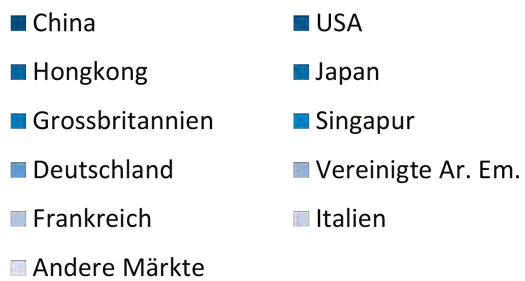 China USA
Hongkong Japan
Grossbritannien Singapur
Deutschland Vereinigte Ar. Em.
Frankreich Italien
Andere Märkte